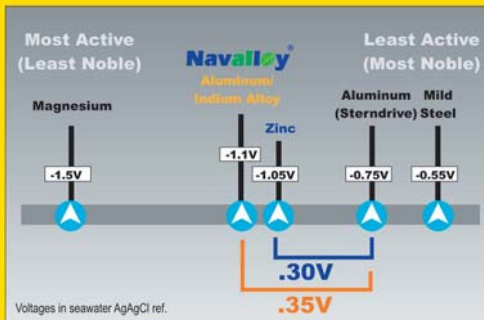 Most Active
(Least Noble)
Navalloy®
Aluminum/
Indium Alloy
Least Active
(Most Noble)
Magnesium
Zinc
Aluminum
(Sterndrive)
Mild
Steel
-1.5V
-1.1V
-1.05V
-0.75V
-0.55V
.30V
.35V
Voltages in seawater AgAgCl ref.